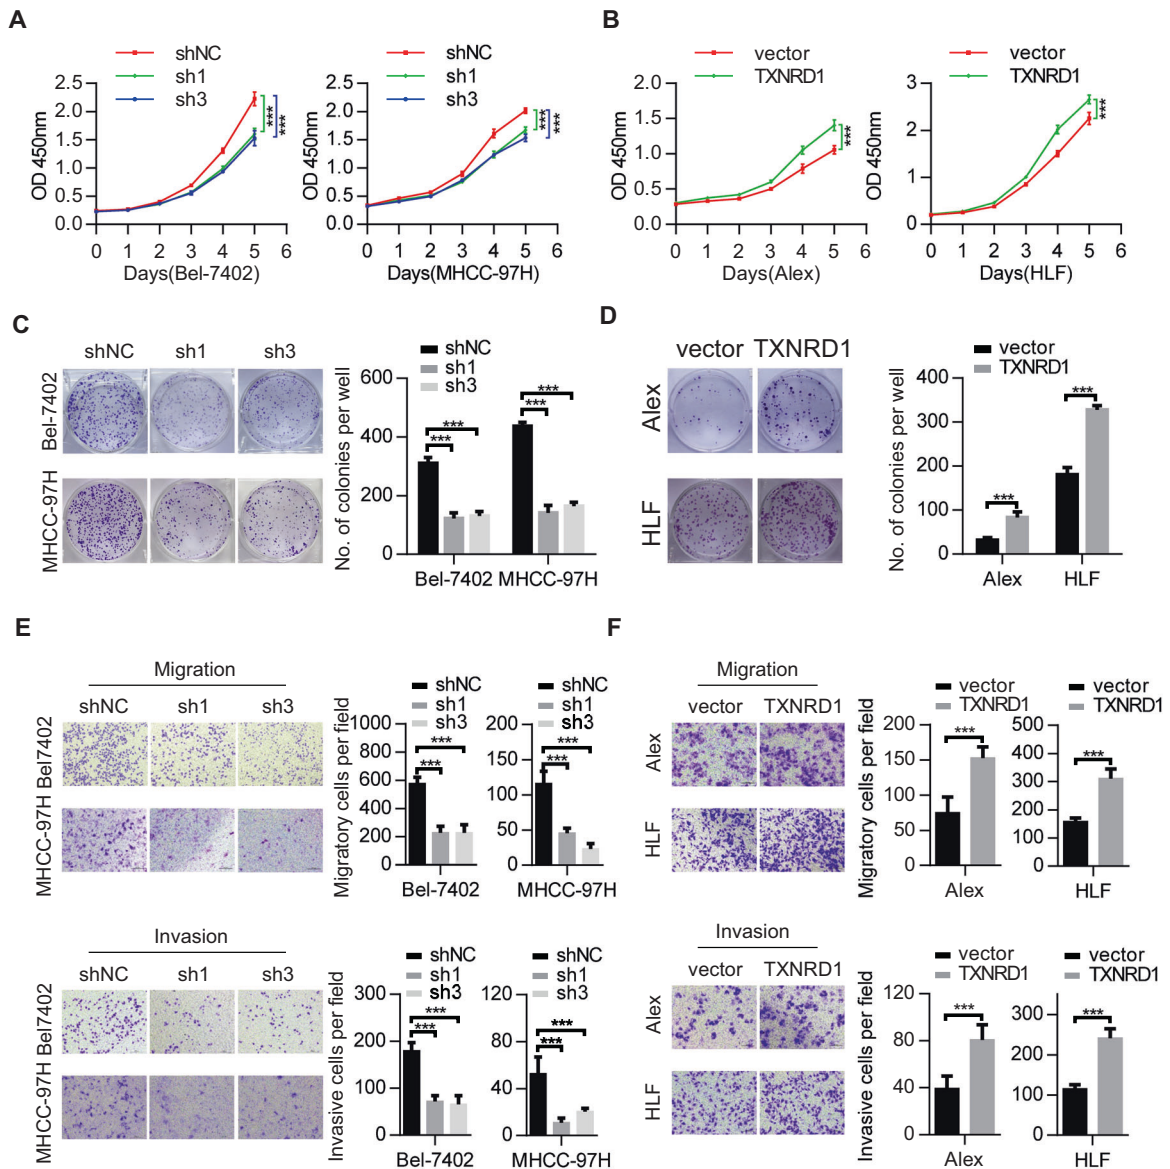 A
shNC
sh1
sh3
OD 450nm
2.5
2.0
1.5
1.0
0.5
0.0
***
***
0 1 2 3 4 5 6
Days(Bel-7402)
shNC
sh1
sh3
OD 450nm
2.5
2.0
1.5
1.0
0.5
0.0
***
***
0 1 2 3 4 5 6
Days(MHCC-97H)
B
vector
TXNRD1
OD 450nm
2.0
1.5
1.0
0.5
0.0
***
0 1 2 3 4 5 6
Days(Alex)
vector
TXNRD1
OD 450nm
3
2
1
0
***
0 1 2 3 4 5 6
Days(HLF)
C
shNC sh1 sh3
Bel-7402
MHCC-97H
shNC
sh1
sh3
No. of colonies per well
600
400
200
0
***
***
***
***
Bel-7402 MHCC-97H
D
vector TXNRD1
Alex
HLF
vector
TXNRD1
No. of colonies per well
400
300
200
100
0
***
***
Alex HLF
E
Migration
shNC sh1 sh3
MHCC-97H Bel7402
shNC
sh1
sh3
Migratory cells per field
1000
800
600
400
200
0
***
***
Bel-7402
shNC
sh1
sh3
200
150
100
50
0
***
***
MHCC-97H
Invasion
shNC sh1 sh3
MHCC-97H Bel7402
shNC
sh1
sh3
Invasive cells per field
300
200
100
0
***
***
Bel-7402
shNC
sh1
sh3
120
80
40
0
***
***
MHCC-97H
F
Migration
vector TXNRD1
Alex
HLF
vector
TXNRD1
Migratory cells per field
150
100
50
0
200
***
Alex
vector
TXNRD1
500
400
300
200
100
0
***
HLF
Invasion
vector TXNRD1
Alex
HLF
vector
TXNRD1
Invasive cells per field
120
80
40
0
***
Alex
vector
TXNRD1
300
200
100
0
***
HLF